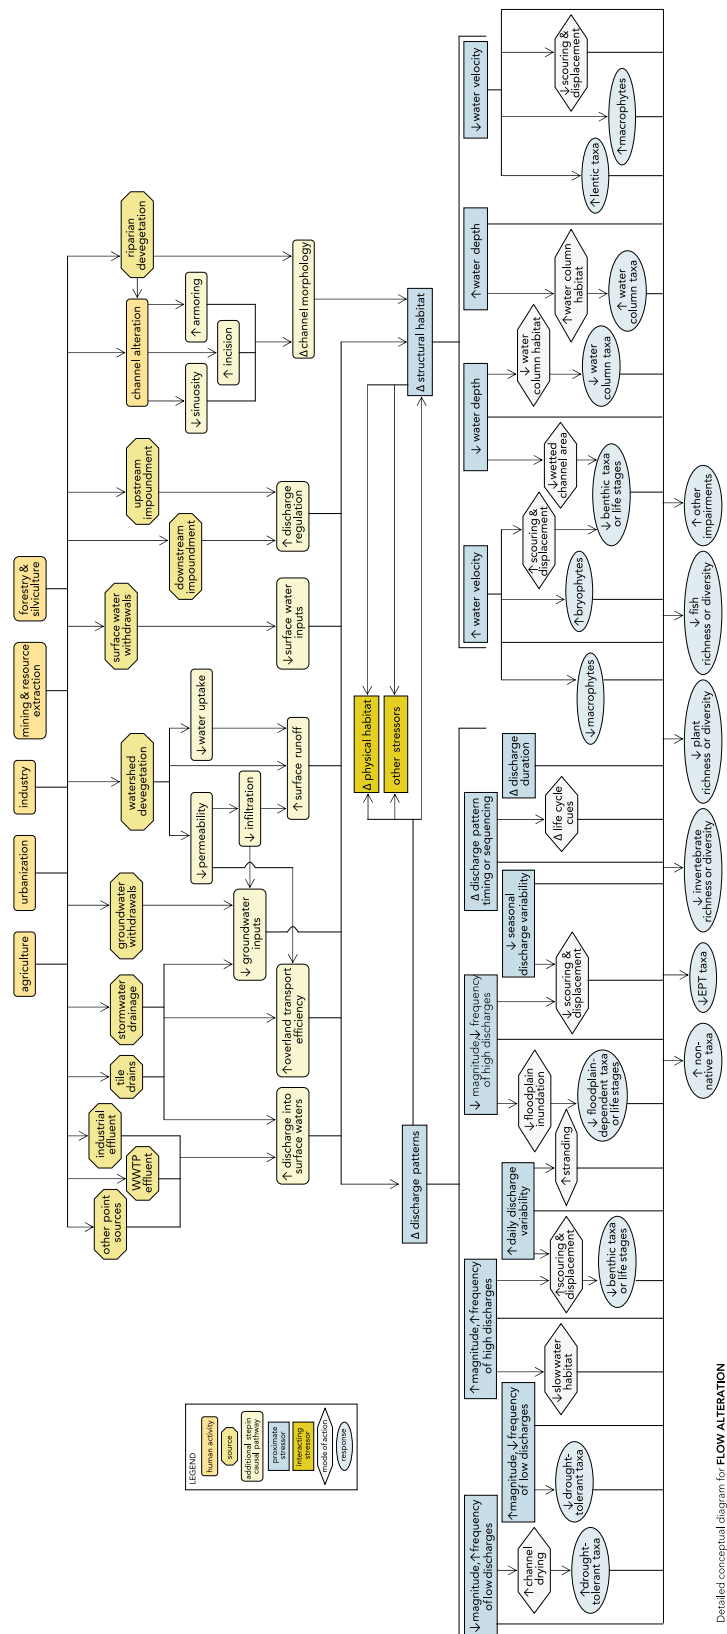 agriculture
urbanization
industry
mining & resource
extraction
forestry &
silviculture
other point
sources
WWTP
effluent
industrial
effluent
tile
drains
stormwater
drainage
groundwater
withdrawals
watershed
devegetation
surface water
withdrawals
downstream
impoundment
upstream
impoundment
channel alteration
riparian
devegetation
↓permeability
↓water uptake
↓ infiltration
↓ groundwater
inputs
↓sinuosity
↑ incision
↑ armoring
↑ discharge into
surface waters
↑overland transport
efficiency
↑ surface runoff
↓surface water
inputs
↑ discharge
regulation
Δ channel morphology
LEGEND
human activity
source
additional step in
causal pathway
proximate
stressor
interacting
stressor
mode of action
response
Δ physical habitat
other stressors
Δ discharge patterns
Δ structural habitat
↓magnitude,↑frequency
of low discharges
↑magnitude,↓frequency
of low discharges
↑magnitude,↑frequency
of high discharges
↑daily discharge
variability
↓ magnitude,↓ frequency
of high discharges
↓ seasonal
discharge variability
Δ discharge pattern
timing or sequencing
Δ discharge
duration
↑ water velocity
↓ water depth
↑water depth
↓water velocity
↑channel
drying
↑drought-
tolerant taxa
↓drought-
tolerant taxa
↓slow water
habitat
↑scouring &
displacement
↓benthic taxa
or life stages
↑stranding
↓floodplain
inundation
↓ floodplain-
dependent taxa
or life stages
↓ scouring &
displacement
Δ life cycle
cues
↓macrophytes
↑bryophytes
↑scouring &
displacement
↓wetted
channel area
↓ benthic taxa
or life stages
↓ water
column habitat
↓ water
column taxa
↑water column
habitat
↑ water
column taxa
↑lentic taxa
↑macrophytes
↓scouring &
displacement
↑ non-
native taxa
↓EPT taxa
↓ invertebrate
richness or diversity
↓ plant
richness or diversity
↓ fish
richness or diversity
↑ other
impairments
Detailed conceptual diagram for FLOW ALTERATION